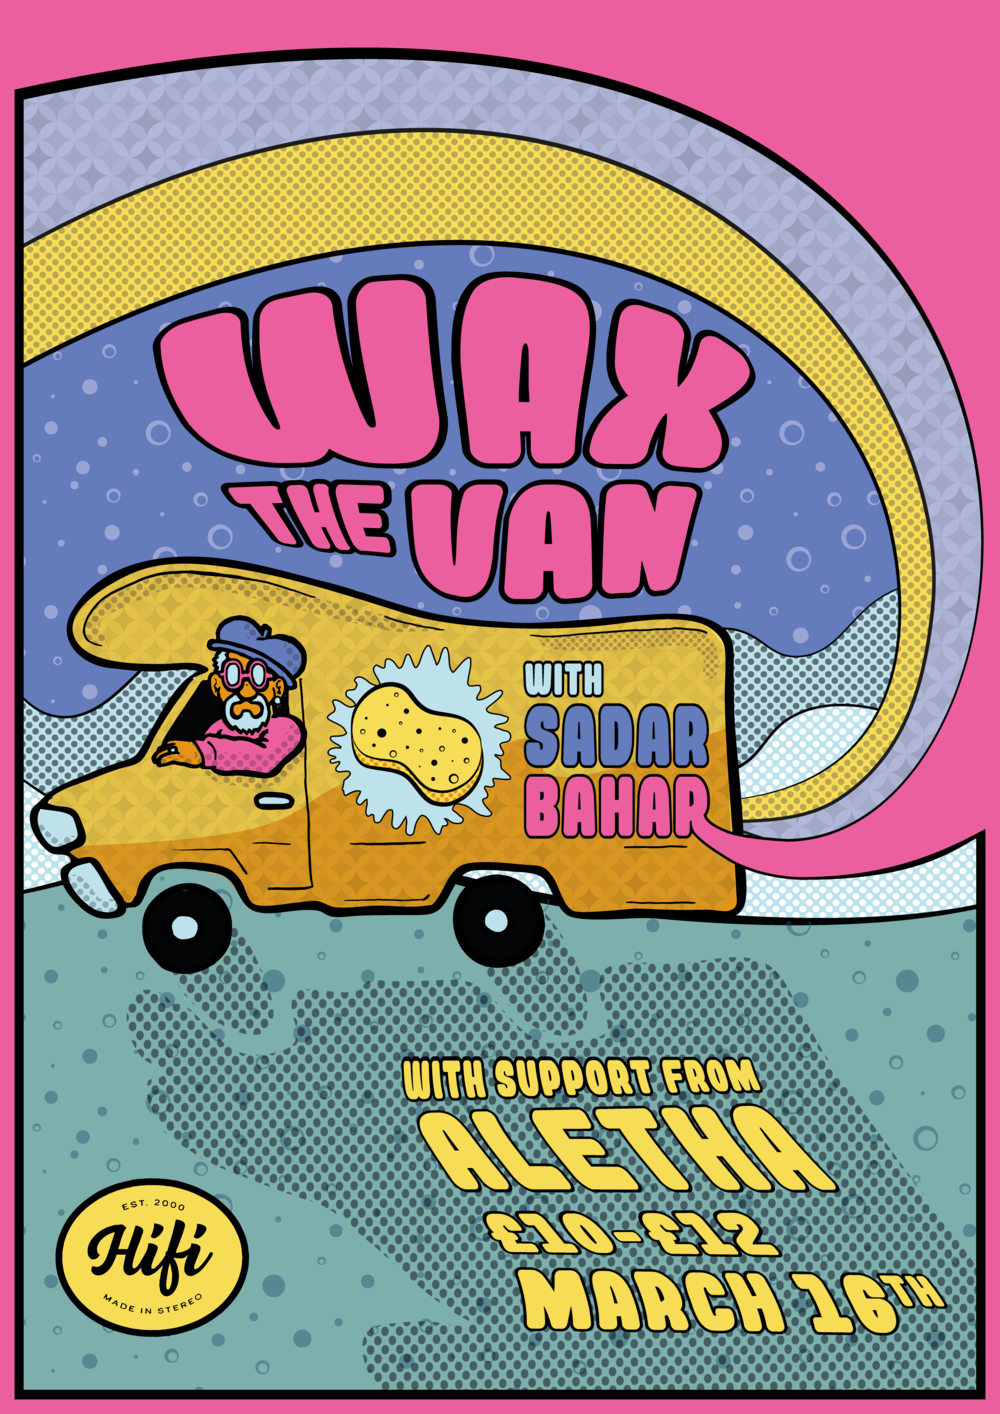 WAX
THE VAN
WITH
SADAR
BAHAR
WITH SUPPORT FROM
ALETHA
£10-£12
MARCH 16TH
EST. 2000
Hifi
MADE IN STEREO